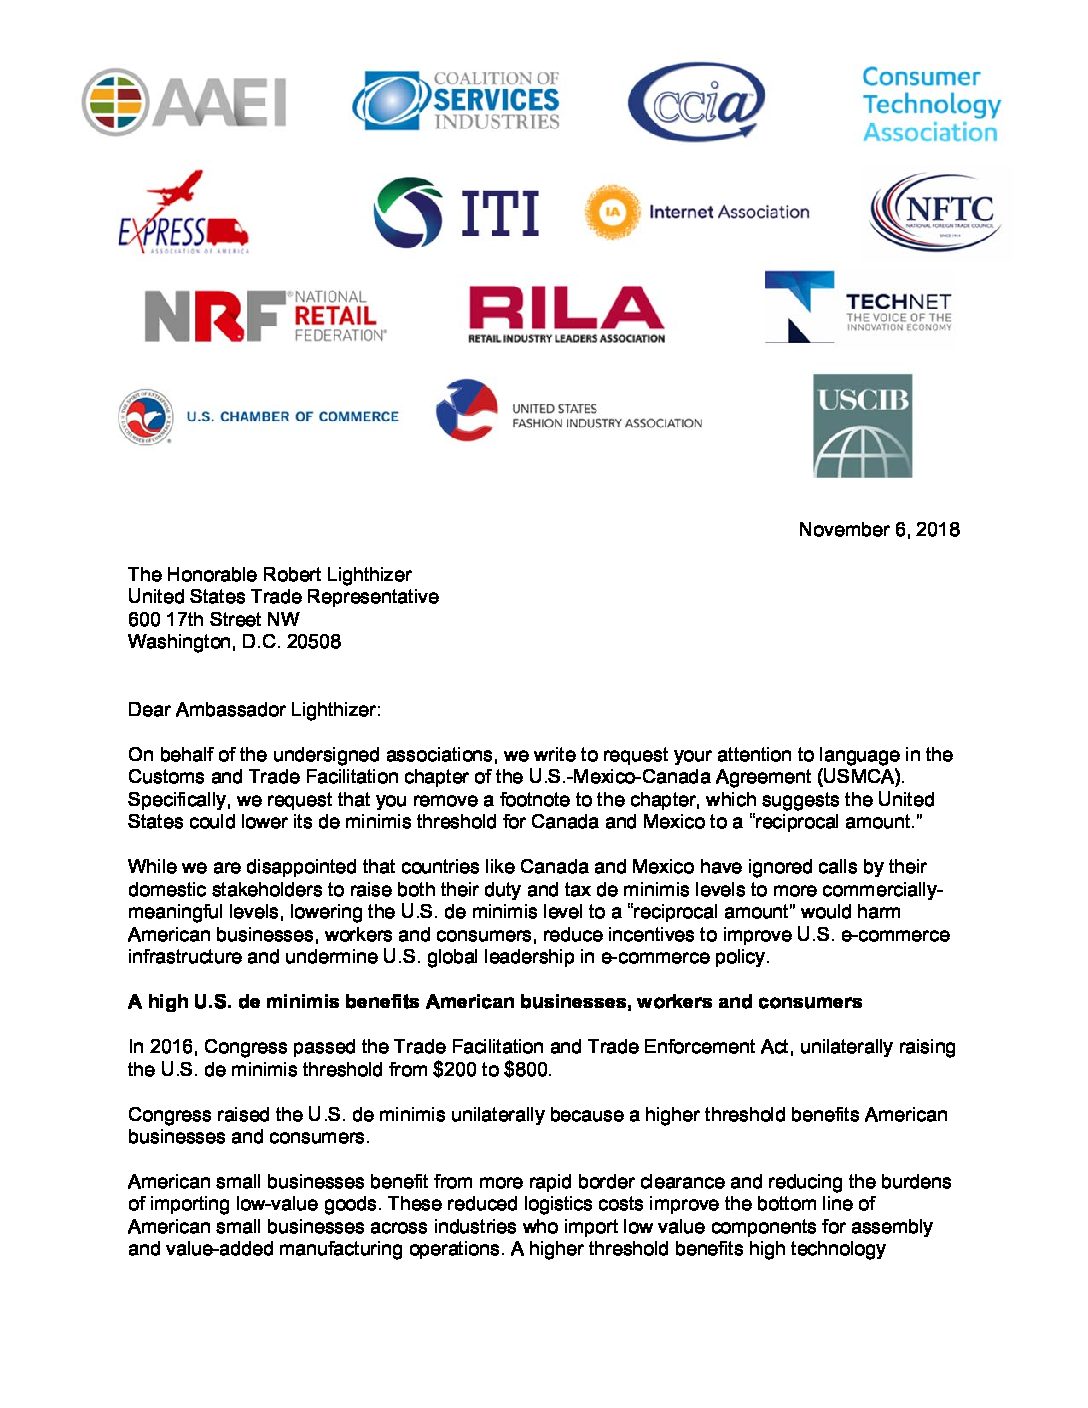 AAEI
COALITION OF
SERVICES
INDUSTRIES
ccia
Consumer
Technology
Association
EXPRESS
ASSOCIATION OF AMERICA
ITI
IA
Internet Association
NFTC
NATIONAL FOREIGN TRADE COUNCIL
SINCE 1914
NRF
NATIONAL
RETAIL
FEDERATION®
RILA
RETAIL INDUSTRY LEADERS ASSOCIATION
TECHNET
THE VOICE OF THE
INNOVATION ECONOMY
U.S. CHAMBER OF COMMERCE
UNITED STATES
FASHION INDUSTRY ASSOCIATION
USCIB
November 6, 2018
The Honorable Robert Lighthizer
United States Trade Representative
600 17th Street NW
Washington, D.C. 20508
Dear Ambassador Lighthizer:
On behalf of the undersigned associations, we write to request your attention to language in the
Customs and Trade Facilitation chapter of the U.S.-Mexico-Canada Agreement (USMCA).
Specifically, we request that you remove a footnote to the chapter, which suggests the United
States could lower its de minimis threshold for Canada and Mexico to a “reciprocal amount.”
While we are disappointed that countries like Canada and Mexico have ignored calls by their
domestic stakeholders to raise both their duty and tax de minimis levels to more commercially-
meaningful levels, lowering the U.S. de minimis level to a “reciprocal amount” would harm
American businesses, workers and consumers, reduce incentives to improve U.S. e-commerce
infrastructure and undermine U.S. global leadership in e-commerce policy.
A high U.S. de minimis benefits American businesses, workers and consumers
In 2016, Congress passed the Trade Facilitation and Trade Enforcement Act, unilaterally raising
the U.S. de minimis threshold from $200 to $800.
Congress raised the U.S. de minimis unilaterally because a higher threshold benefits American
businesses and consumers.
American small businesses benefit from more rapid border clearance and reducing the burdens
of importing low-value goods. These reduced logistics costs improve the bottom line of
American small businesses across industries who import low value components for assembly
and value-added manufacturing operations. A higher threshold benefits high technology